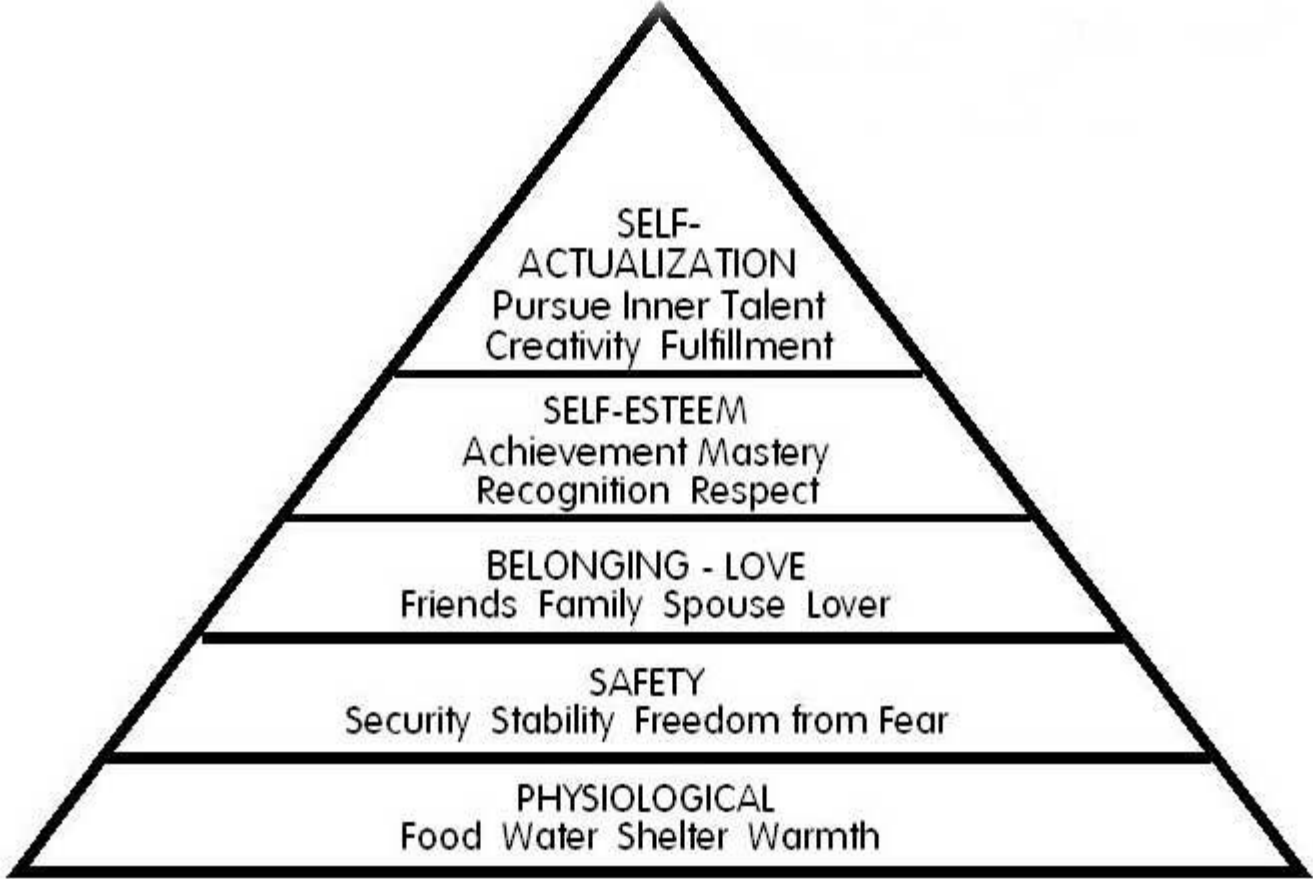 SELF-
ACTUALIZATION
Pursue Inner Talent
Creativity Fulfillment
SELF-ESTEEM
Achievement Mastery
Recognition Respect
BELONGING - LOVE
Friends Family Spouse Lover
SAFETY
Security Stability Freedom from Fear
PHYSIOLOGICAL
Food Water Shelter Warmth